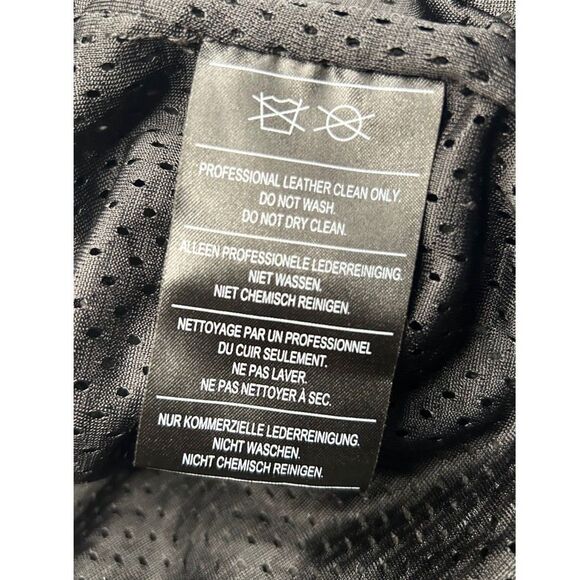 PROFESSIONAL LEATHER CLEAN ONLY.
DO NOT WASH.
DO NOT DRY CLEAN.
ALLEEN PROFESSIONELE LEDERREINIGING.
NIET WASSEN.
NIET CHEMISCH REINIGEN.
NETTOYAGE PAR UN PROFESSIONNEL
DU CUIR SEULEMENT.
NE PAS LAVER.
NE PAS NETTOYER À SEC.
NUR KOMMERZIELLE LEDERREINIGUNG.
NICHT WASCHEN.
NICHT CHEMISCH REINIGEN.